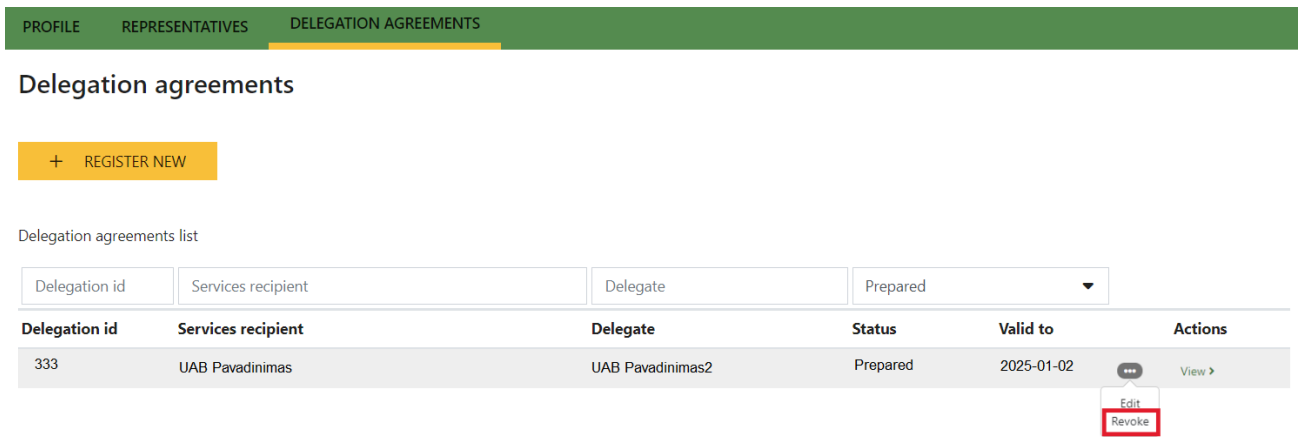 PROFILE REPRESENTATIVES DELEGATION AGREEMENTS
Delegation agreements
+ REGISTER NEW
Delegation agreements list
Delegation id Services recipient Delegate Prepared
Delegation id Services recipient Delegate Status Valid to Actions
333 UAB Pavadinimas UAB Pavadinimas2 Prepared 2025-01-02 ... View >
Edit
Revoke